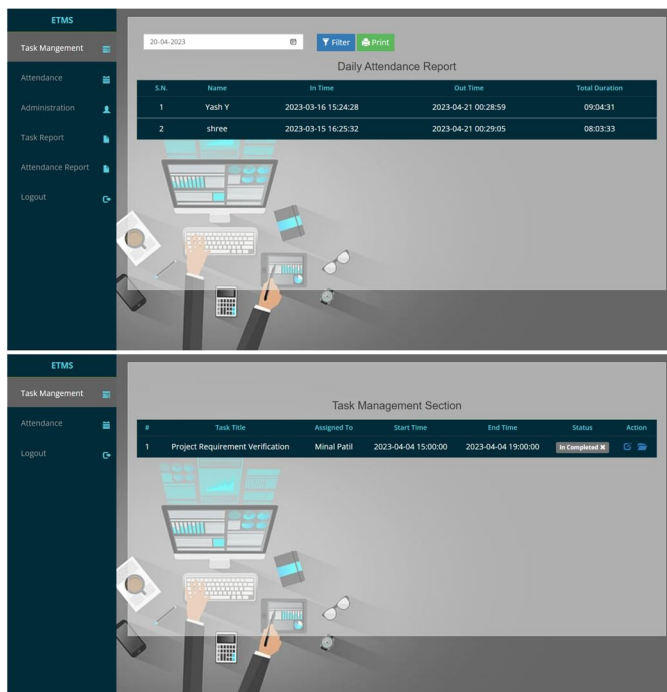 ETMS
Task Mangement
Attendance
Administration
Task Report
Attendance Report
Logout
20-04-2023 Filter Print
Daily Attendance Report
S.N. Name In Time Out Time Total Duration
1 Yash Y 2023-03-16 15:24:28 2023-04-21 00:28:59 09:04:31
2 shree 2023-03-15 16:25:32 2023-04-21 00:29:05 08:03:33
ETMS
Task Mangement
Attendance
Logout
Task Management Section
# Task Title Assigned To Start Time End Time Status Action
1 Project Requirement Verification Minal Patil 2023-04-04 15:00:00 2023-04-04 19:00:00 In Completed